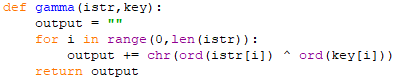 def gamma(istr,key):
    output = ""
    for i in range(0,len(istr)):
        output += chr(ord(istr[i]) ^ ord(key[i]))
    return output